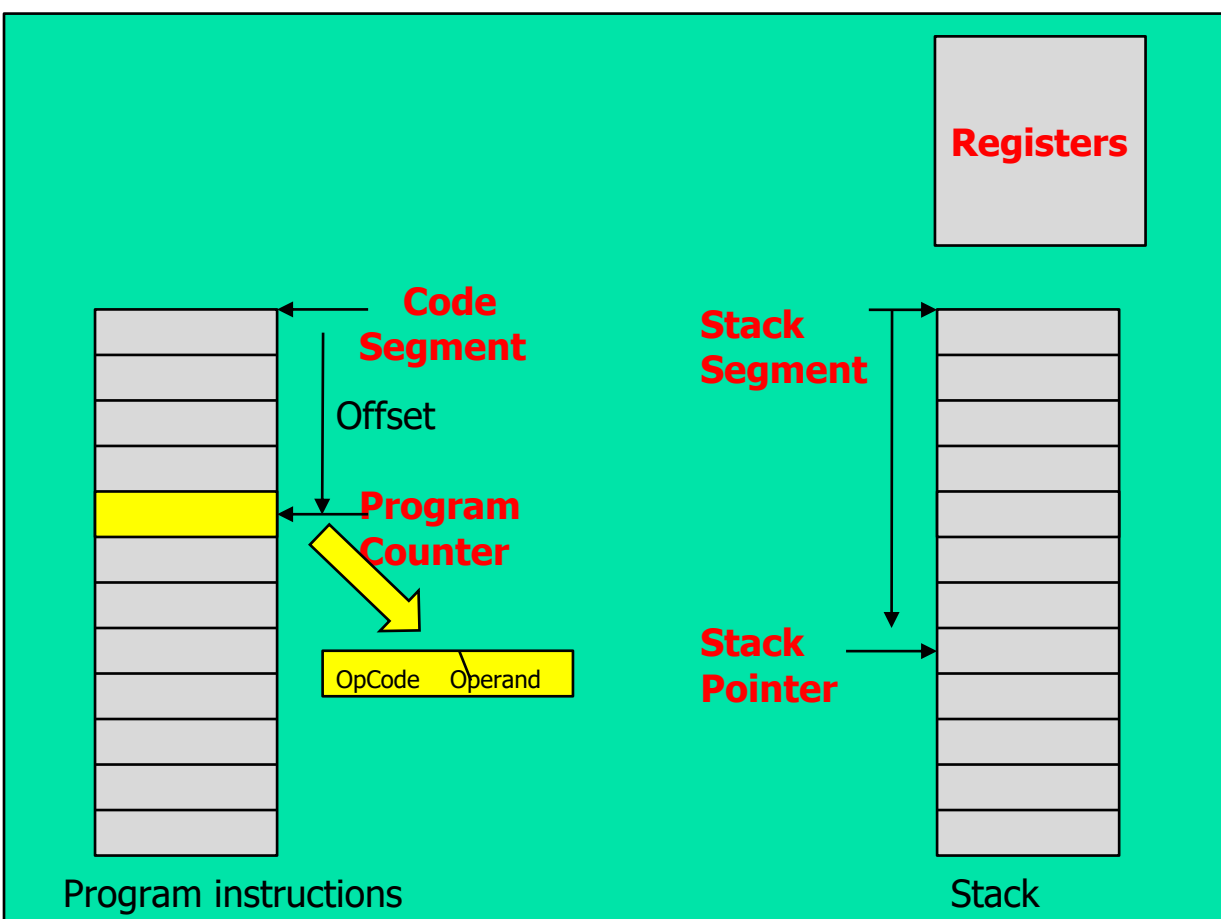 Registers
Code
Segment
Offset
Program
Counter
OpCode Operand
Stack
Segment
Stack
Pointer
Program instructions
Stack